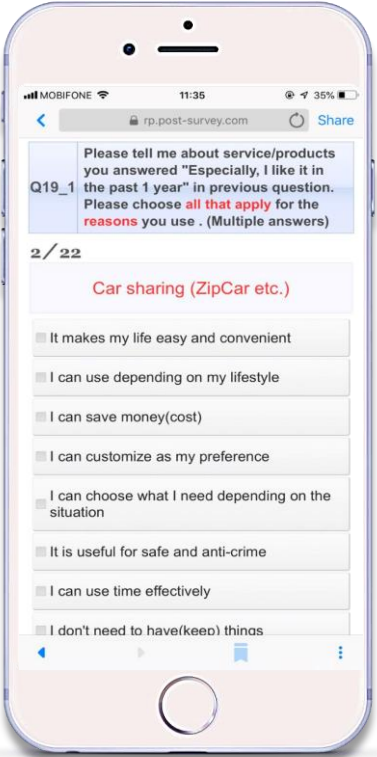 MOBIFONE 11:35 35%
rp.post-survey.com Share
Please tell me about service/products
you answered "Especially, I like it in
Q19_1 the past 1 year" in previous question.
Please choose all that apply for the
reasons you use . (Multiple answers)
2/22
Car sharing (ZipCar etc.)
It makes my life easy and convenient
I can use depending on my lifestyle
I can save money(cost)
I can customize as my preference
I can choose what I need depending on the
situation
It is useful for safe and anti-crime
I can use time effectively
I don't need to have(keep) things